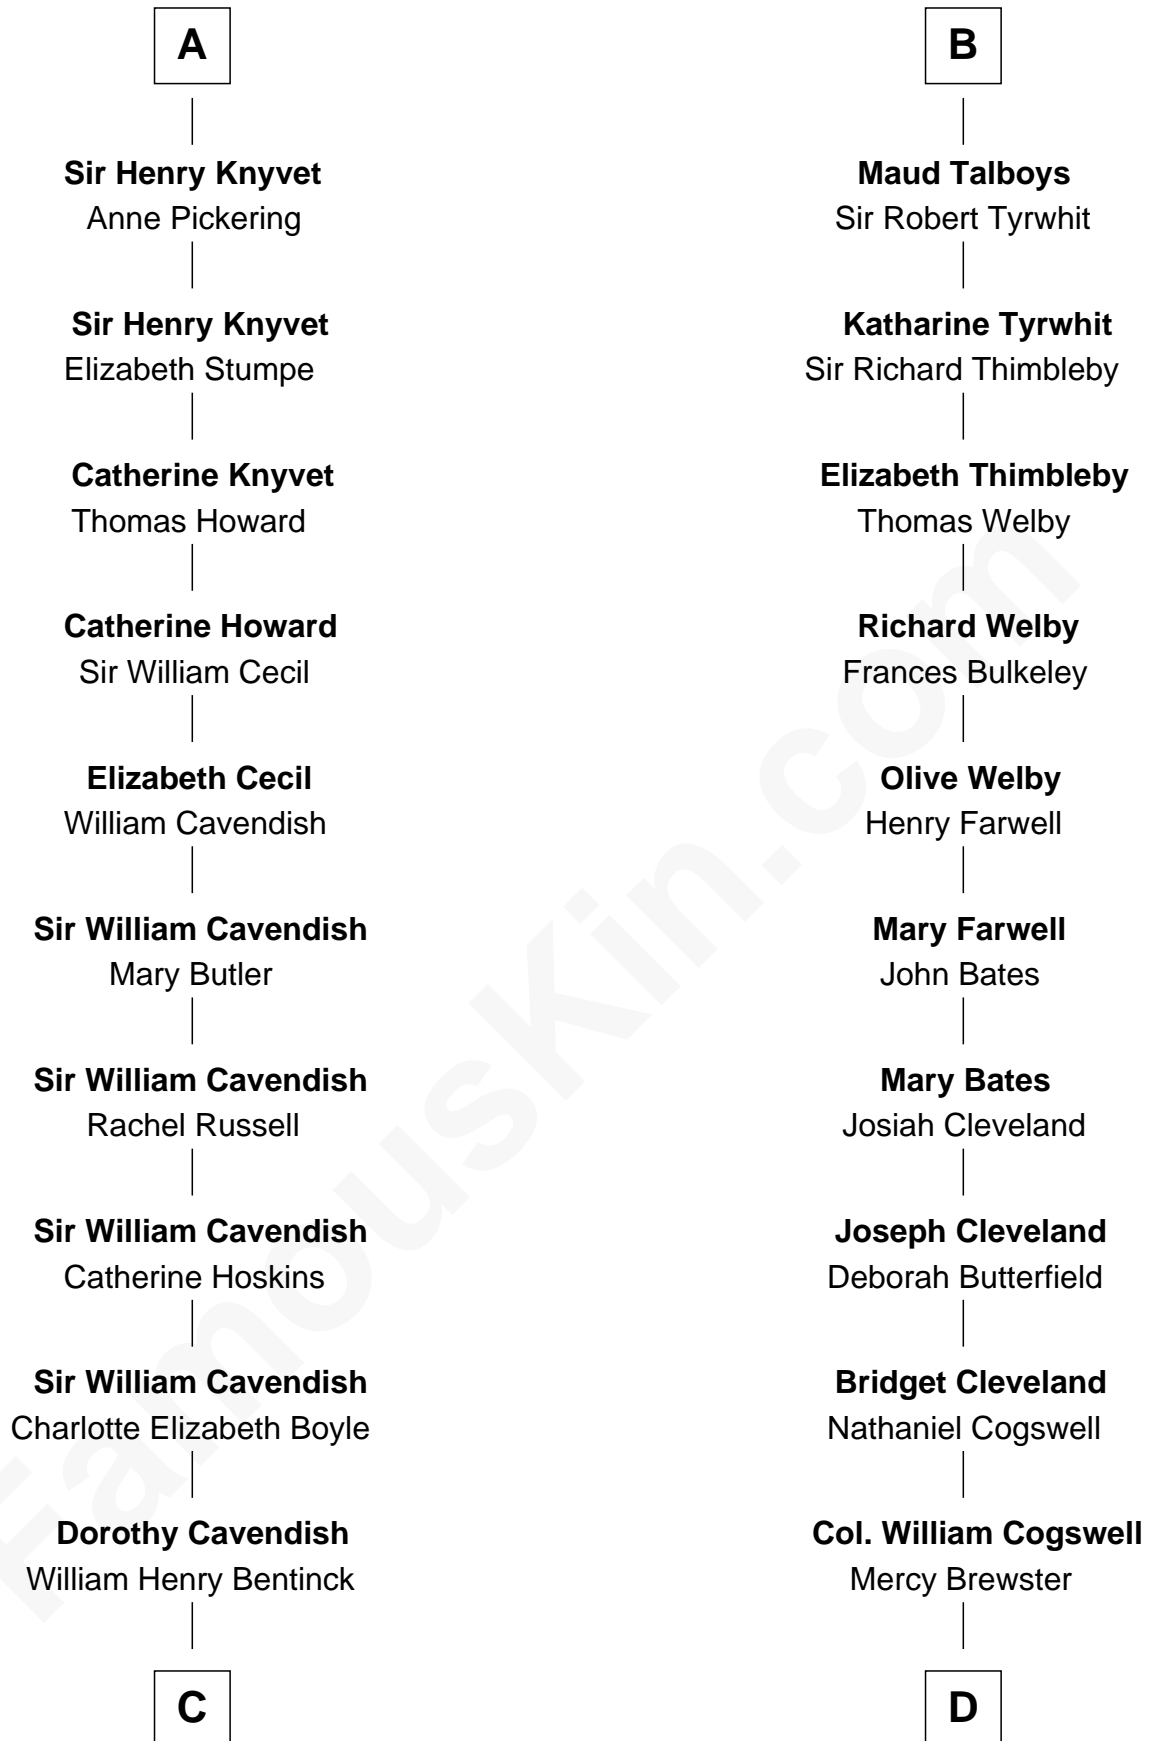 A
Sir Henry Knyvet
Anne Pickering
Sir Henry Knyvet
Elizabeth Stumpe
Catherine Knyvet
Thomas Howard
Catherine Howard
Sir William Cecil
Elizabeth Cecil
William Cavendish
Sir William Cavendish
Mary Butler
Sir William Cavendish
Rachel Russell
Sir William Cavendish
Catherine Hoskins
Sir William Cavendish
Charlotte Elizabeth Boyle
Dorothy Cavendish
William Henry Bentinck
C
B
Maud Talboys
Sir Robert Tyrwhit
Katharine Tyrwhit
Sir Richard Thimbleby
Elizabeth Thimbleby
Thomas Welby
Richard Welby
Frances Bulkeley
Olive Welby
Henry Farwell
Mary Farwell
John Bates
Mary Bates
Josiah Cleveland
Joseph Cleveland
Deborah Butterfield
Bridget Cleveland
Nathaniel Cogswell
Col. William Cogswell
Mercy Brewster
D
FamousKin.com